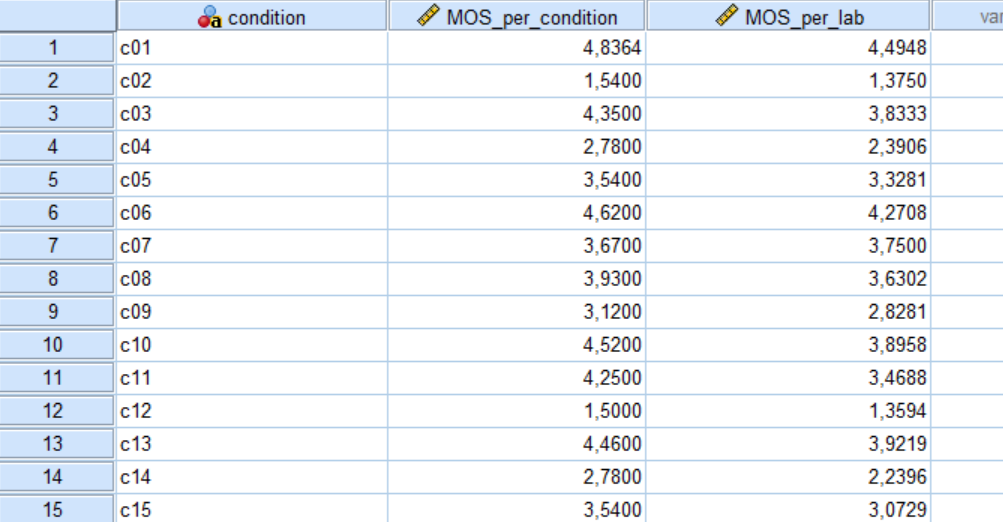 condition MOS_per_condition MOS_per_lab var
1 c01 4,8364 4,4948
2 c02 1,5400 1,3750
3 c03 4,3500 3,8333
4 c04 2,7800 2,3906
5 c05 3,5400 3,3281
6 c06 4,6200 4,2708
7 c07 3,6700 3,7500
8 c08 3,9300 3,6302
9 c09 3,1200 2,8281
10 c10 4,5200 3,8958
11 c11 4,2500 3,4688
12 c12 1,5000 1,3594
13 c13 4,4600 3,9219
14 c14 2,7800 2,2396
15 c15 3,5400 3,0729